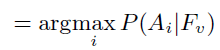 = argmax P(A_i|F_v)
i